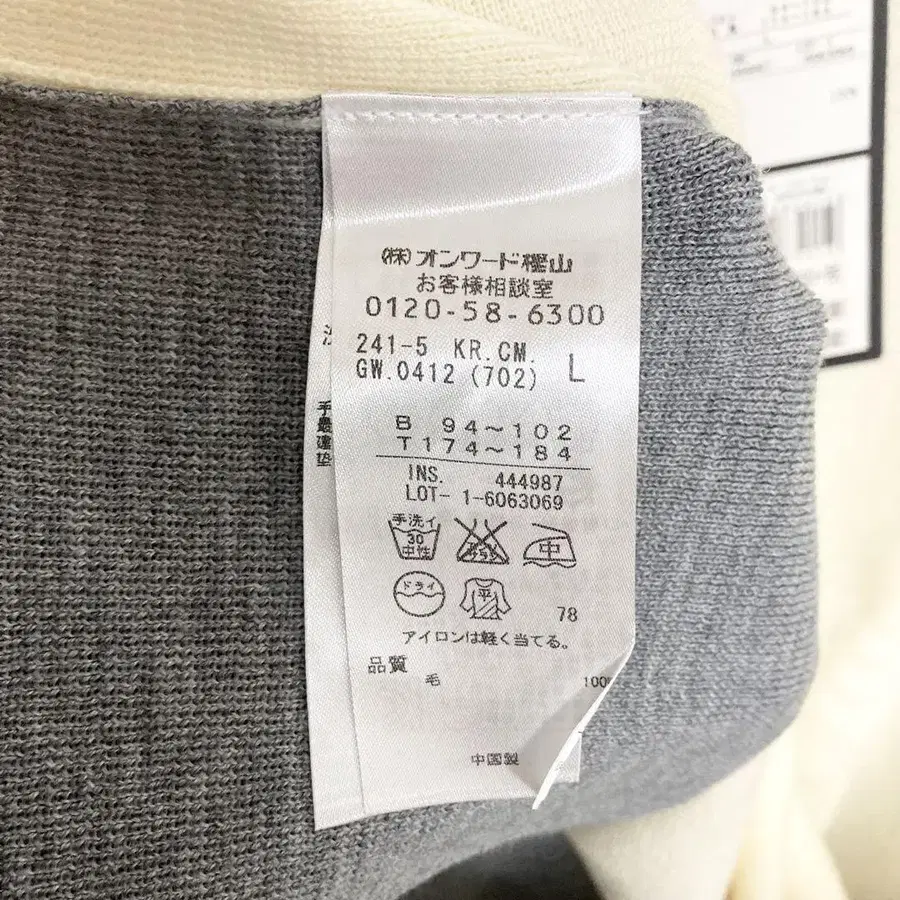 ㈱オンワード樫山
お客様相談室
0120-58-6300
241-5 KR.CM.
GW.0412 (702) L
B 94～102
T 174～184
INS. 444987
LOT- 1-6063069
手洗イ
30
中性
中
ドライ
平
78
アイロンは軽く当てる。
品質
毛 100
中国製